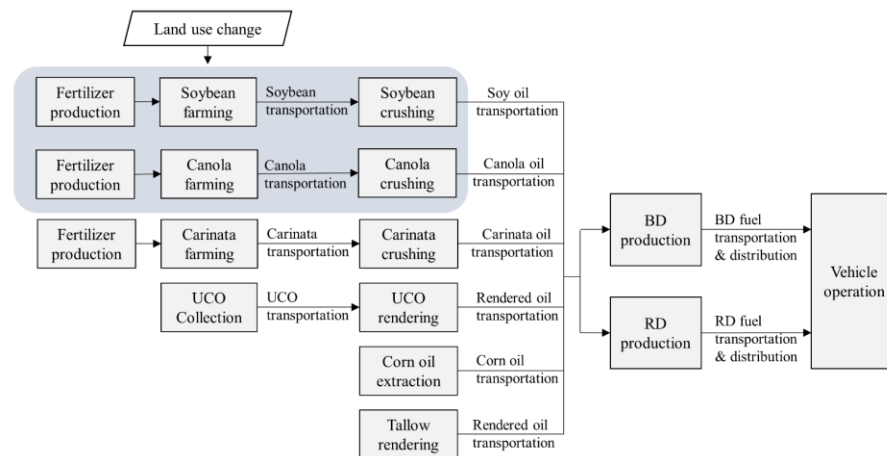 Land use change
Fertilizer
production
Soybean
farming
Soybean
transportation
Soybean
crushing
Soy oil
transportation
Fertilizer
production
Canola
farming
Canola
transportation
Canola
crushing
Canola oil
transportation
Fertilizer
production
Carinata
farming
Carinata
transportation
Carinata
crushing
Carinata oil
transportation
UCO
Collection
UCO
transportation
UCO
rendering
Rendered oil
transportation
Corn oil
extraction
Corn oil
transportation
Tallow
rendering
Rendered oil
transportation
BD
production
BD fuel
transportation
& distribution
RD
production
RD fuel
transportation
& distribution
Vehicle
operation